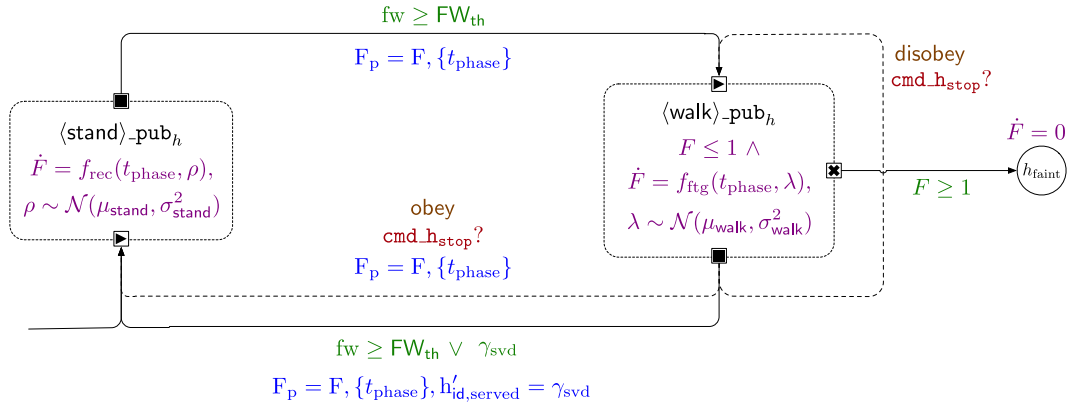 fw ≥ FW_th
F_p = F, {t_phase}
disobey
cmd_h_stop?
⟨stand⟩_pub_h
Ḟ = f_rec(t_phase, ρ),
ρ ∼ 𝒩(μ_stand, σ²_stand)
⟨walk⟩_pub_h
F ≤ 1 ∧
Ḟ = f_ftg(t_phase, λ),
λ ∼ 𝒩(μ_walk, σ²_walk)
Ḟ = 0
h_faint
F ≥ 1
obey
cmd_h_stop?
F_p = F, {t_phase}
fw ≥ FW_th ∨ γ_svd
F_p = F, {t_phase}, h′_id,served = γ_svd